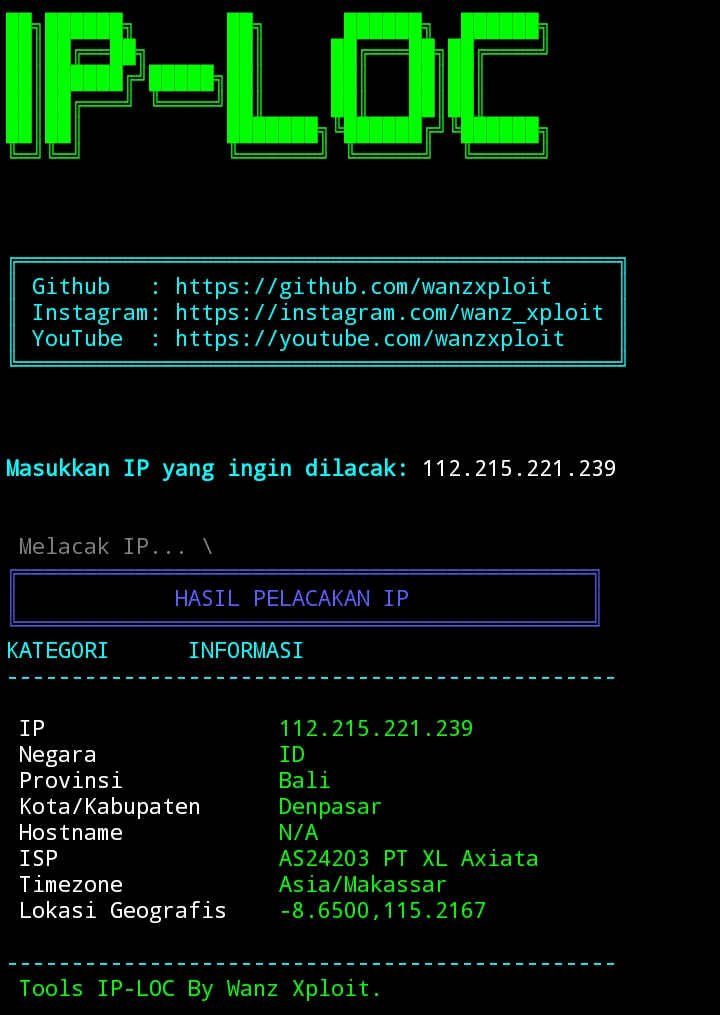 IP-LOC
Github   : https://github.com/wanzxploit
Instagram: https://instagram.com/wanz_xploit
YouTube  : https://youtube.com/wanzxploit
Masukkan IP yang ingin dilacak: 112.215.221.239
Melacak IP... \
HASIL PELACAKAN IP
KATEGORI      INFORMASI
-----------------------------------------------
IP                  112.215.221.239
Negara              ID
Provinsi            Bali
Kota/Kabupaten      Denpasar
Hostname            N/A
ISP                 AS24203 PT XL Axiata
Timezone            Asia/Makassar
Lokasi Geografis    -8.6500,115.2167
-----------------------------------------------
Tools IP-LOC By Wanz Xploit.